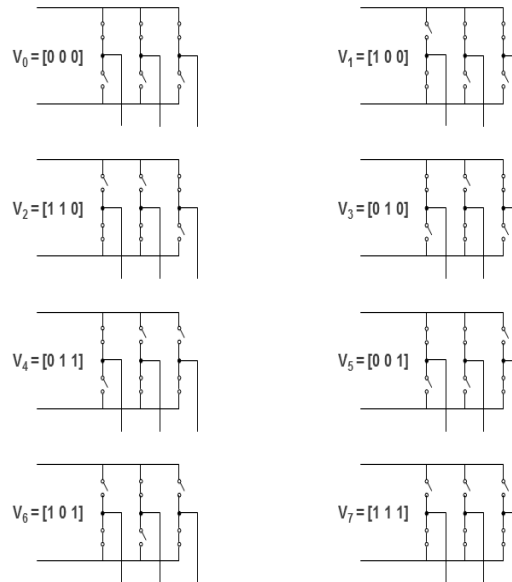 V₀ = [0 0 0]
V₁ = [1 0 0]
V₂ = [1 1 0]
V₃ = [0 1 0]
V₄ = [0 1 1]
V₅ = [0 0 1]
V₆ = [1 0 1]
V₇ = [1 1 1]